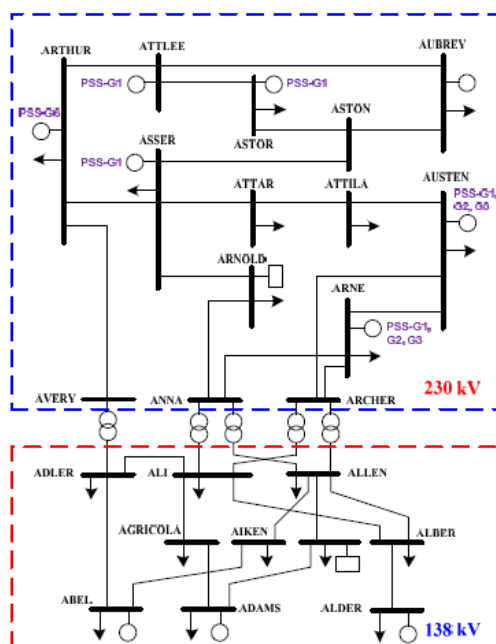 ATTLEE
ARTHUR
AUBREY
PSS-G1
PSS-G1
PSS-G6
ASTON
ASSER
ASTOR
PSS-G1
ATTAR
ATTILA
AUSTEN
PSS-G1,
G2, G3
ARNOLD
ARNE
PSS-G1,
G2, G3
230 kV
AVERY
ANNA
ARCHER
ADLER
ALI
ALLEN
AGRICOLA
AIKEN
ALBER
ABEL
ADAMS
ALDER
138 kV